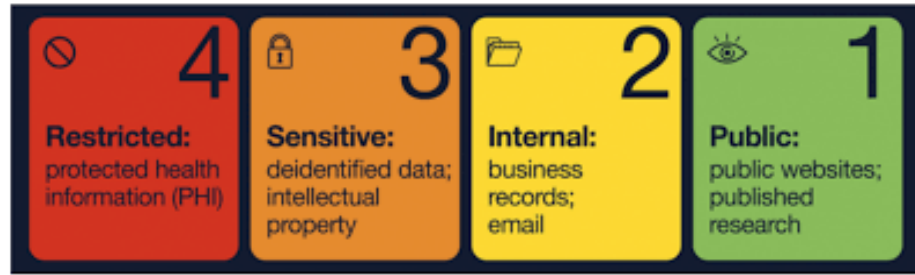 4
Restricted:
protected health
information (PHI)
3
Sensitive:
deidentified data;
intellectual
property
2
Internal:
business
records;
email
1
Public:
public websites;
published
research